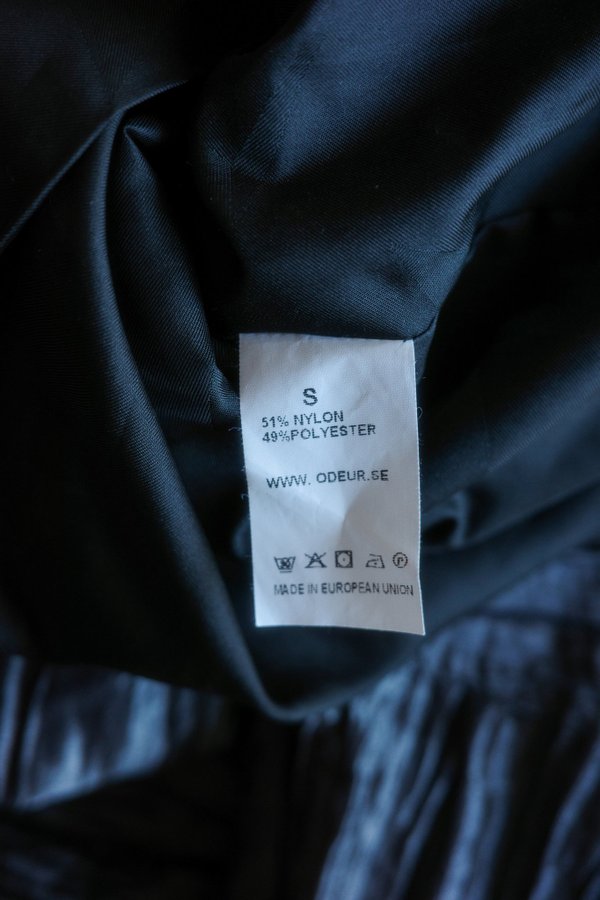 S
51% NYLON
49%POLYESTER
WWW. ODEUR.SE
P
MADE IN EUROPEAN UNION